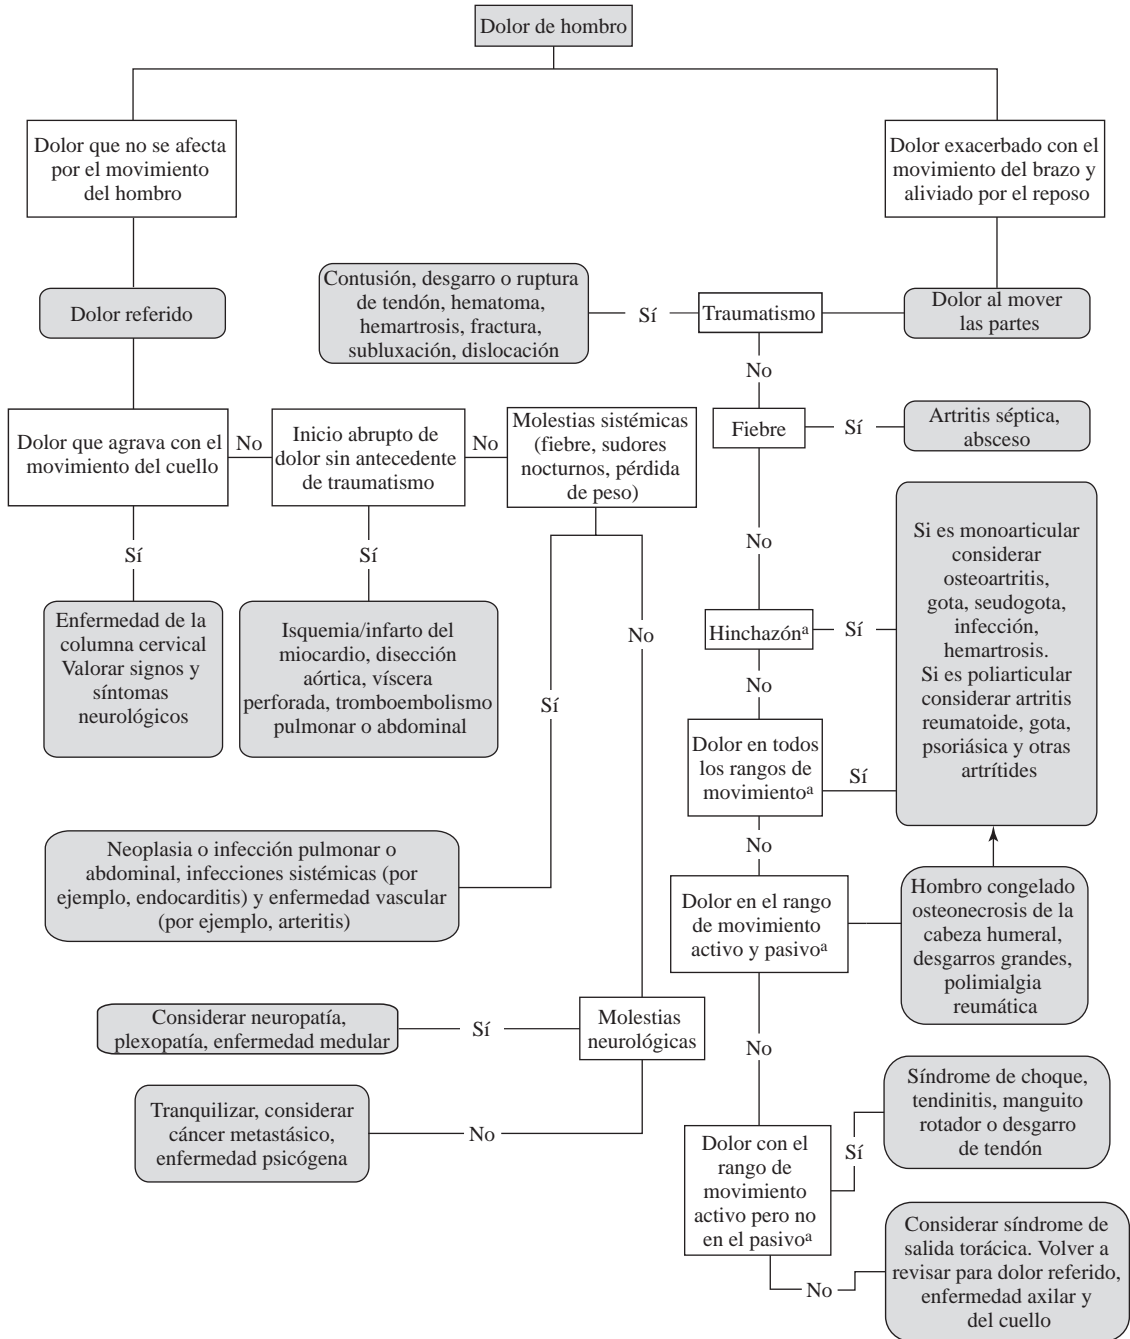 Dolor de hombro
Dolor que no se afecta
por el movimiento
del hombro
Dolor exacerbado con el
movimiento del brazo y
aliviado por el reposo
Dolor referido
Contusión, desgarro o ruptura
de tendón, hematoma,
hemartrosis, fractura,
subluxación, dislocación
Sí
Traumatismo
Dolor al mover
las partes
No
Dolor que agrava con el
movimiento del cuello
No
Inicio abrupto de
dolor sin antecedente
de traumatismo
No
Molestias sistémicas
(fiebre, sudores
nocturnos, pérdida
de peso)
Fiebre
Sí
Artritis séptica,
absceso
Sí
Sí
No
Enfermedad de la
columna cervical
Valorar signos y
síntomas
neurológicos
Isquemia/infarto del
miocardio, disección
aórtica, víscera
perforada, tromboembolismo
pulmonar o abdominal
Sí
No
Hinchazónᵃ
Sí
Si es monoarticular
considerar
osteoartritis,
gota, seudogota,
infección,
hemartrosis.
Si es poliarticular
considerar artritis
reumatoide, gota,
psoriásica y otras
artrítides
No
Dolor en todos
los rangos de
movimientoᵃ
Sí
No
Neoplasia o infección pulmonar o
abdominal, infecciones sistémicas (por
ejemplo, endocarditis) y enfermedad vascular
(por ejemplo, arteritis)
Dolor en el rango
de movimiento
activo y pasivoᵃ
Hombro congelado
osteonecrosis de la
cabeza humeral,
desgarros grandes,
polimialgia
reumática
Considerar neuropatía,
plexopatía, enfermedad medular
Sí
Molestias
neurológicas
No
Tranquilizar, considerar
cáncer metastásico,
enfermedad psicógena
No
Dolor con el
rango de
movimiento
activo pero no
en el pasivoᵃ
Sí
Síndrome de choque,
tendinitis, manguito
rotador o desgarro
de tendón
No
Considerar síndrome de
salida torácica. Volver a
revisar para dolor referido,
enfermedad axilar y
del cuello